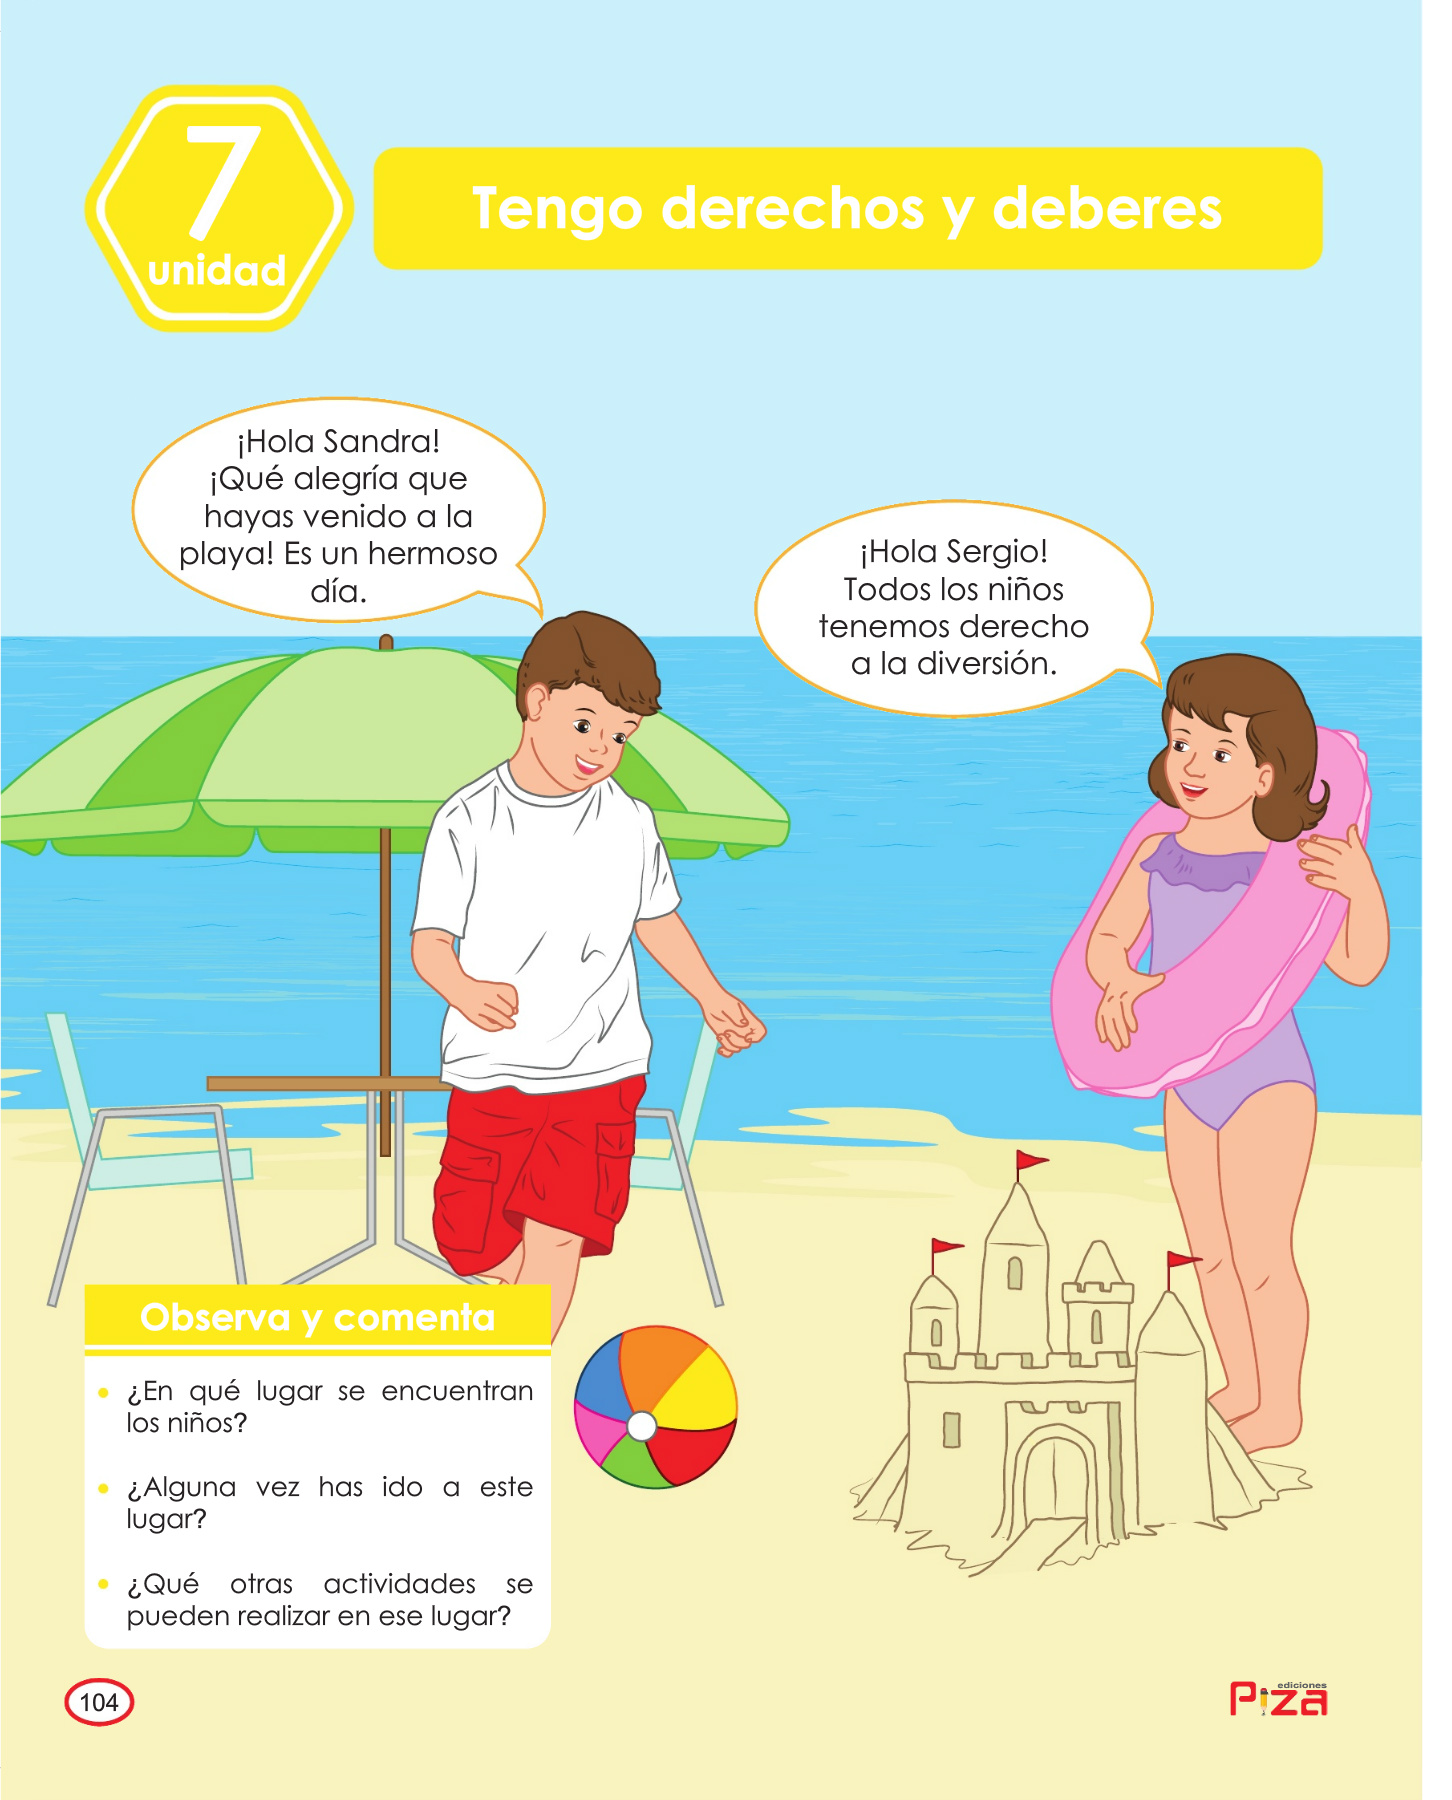 7
unidad
Tengo derechos y deberes
¡Hola Sandra!
¡Qué alegría que
hayas venido a la
playa! Es un hermoso
día.
¡Hola Sergio!
Todos los niños
tenemos derecho
a la diversión.
Observa y comenta
• ¿En qué lugar se encuentran
los niños?
• ¿Alguna vez has ido a este
lugar?
• ¿Qué otras actividades se
pueden realizar en ese lugar?
104
ediciones
Piza